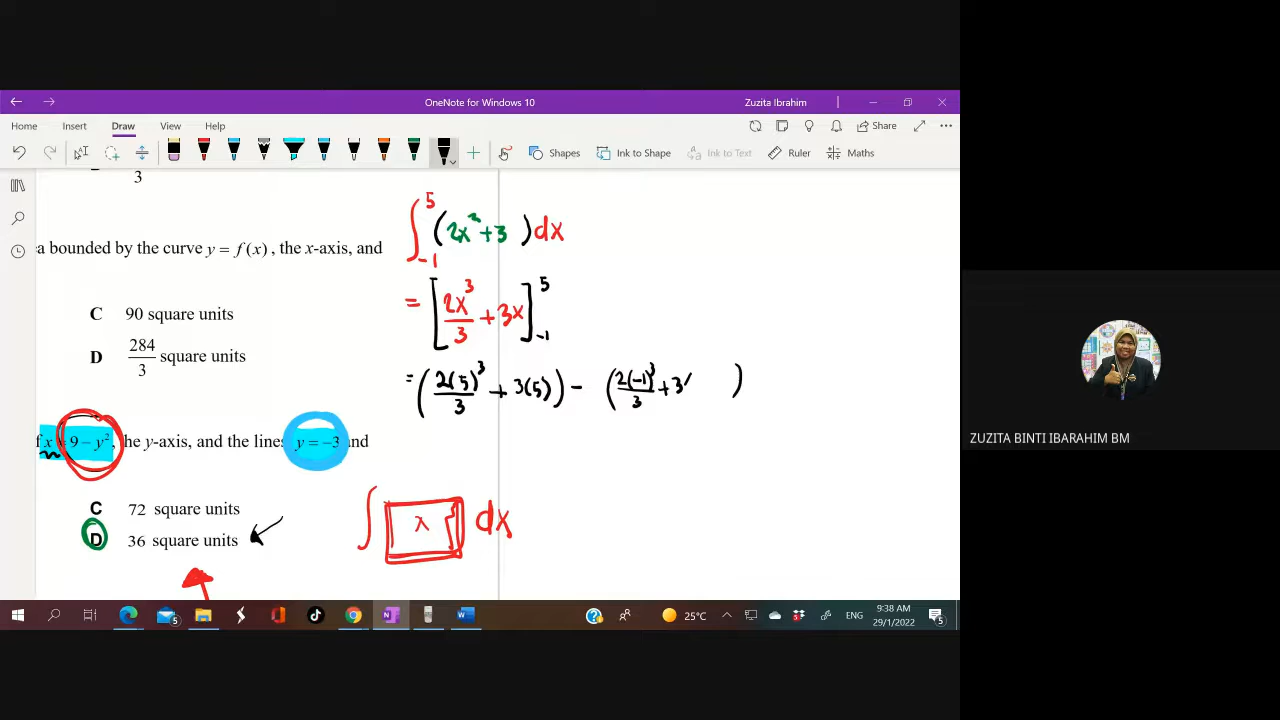 OneNote for Windows 10
Zuzita Ibrahim
Home Insert Draw View Help
Share
Shapes
Ink to Shape
Ink to Text
Ruler
Maths
3
a bounded by the curve y = f(x), the x-axis, and
C 90 square units
D 284/3 square units
f x = 9 − y², he y-axis, and the lines y = −3 and
C 72 square units
D 36 square units
∫₋₁⁵ (2x² + 3) dx
= [2x³/3 + 3x]₋₁⁵
= (2(5)³/3 + 3(5)) − (2(−1)³/3 + 3 )
∫ x dx
ZUZITA BINTI IBARAHIM BM
5
25°C
ENG
9:38 AM
29/1/2022
5